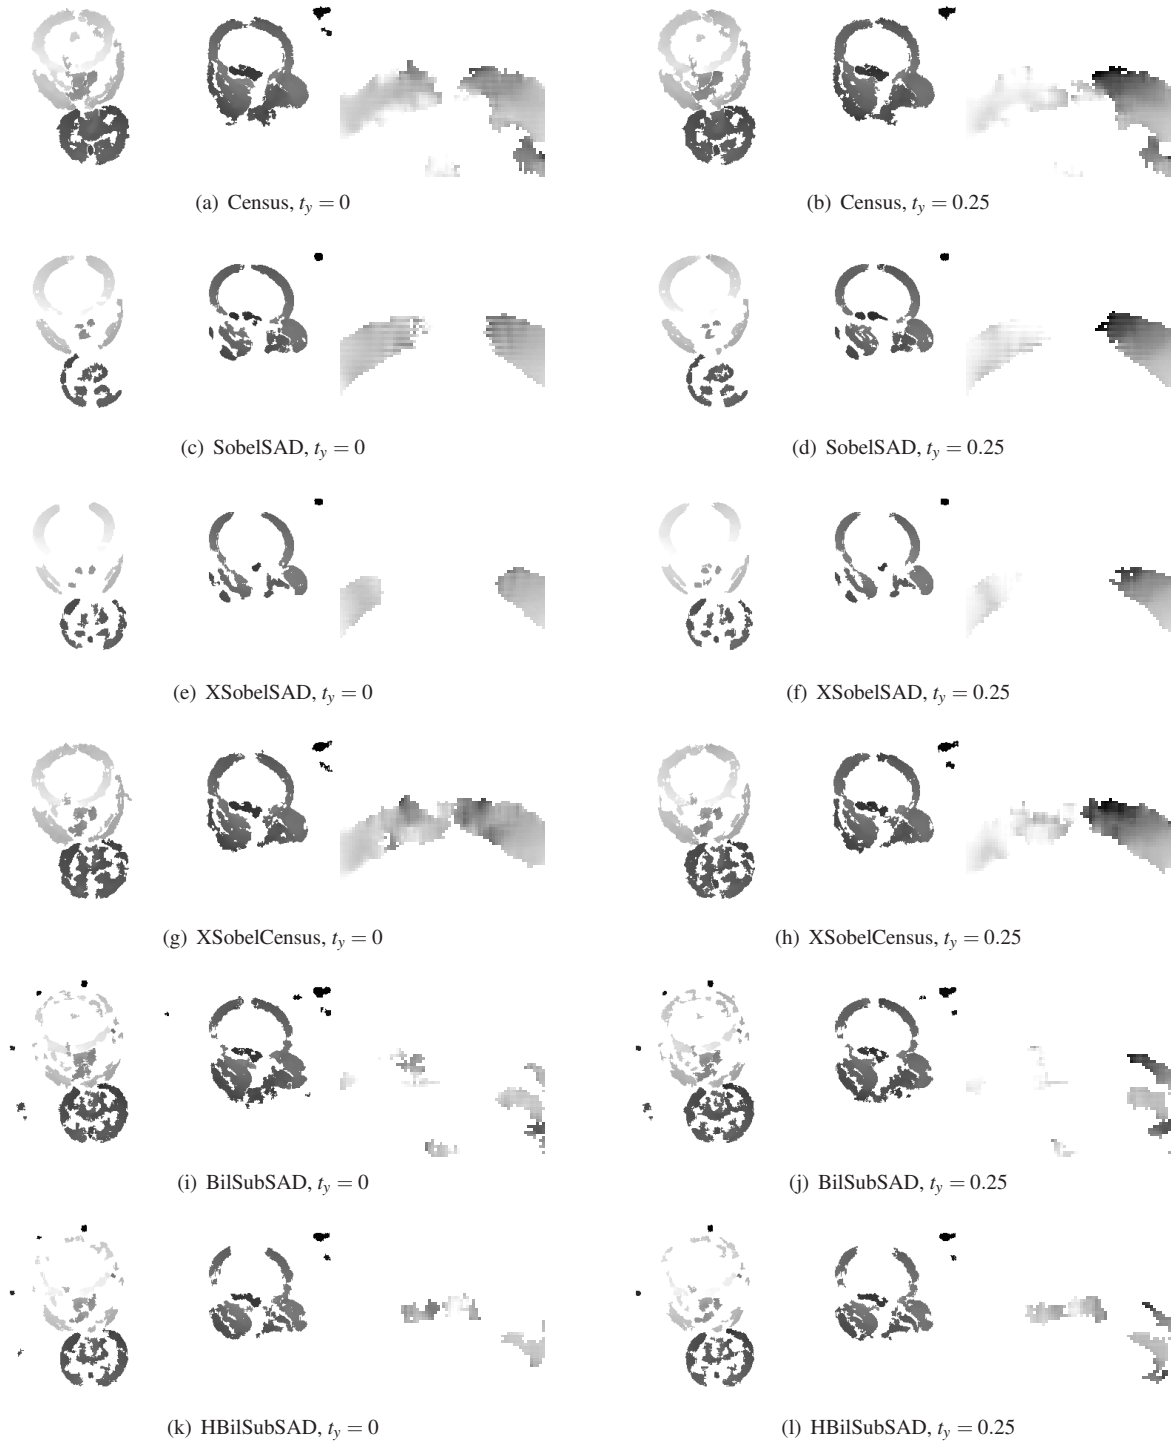 (a) Census, t_y = 0
(b) Census, t_y = 0.25
(c) SobelSAD, t_y = 0
(d) SobelSAD, t_y = 0.25
(e) XSobelSAD, t_y = 0
(f) XSobelSAD, t_y = 0.25
(g) XSobelCensus, t_y = 0
(h) XSobelCensus, t_y = 0.25
(i) BilSubSAD, t_y = 0
(j) BilSubSAD, t_y = 0.25
(k) HBilSubSAD, t_y = 0
(l) HBilSubSAD, t_y = 0.25